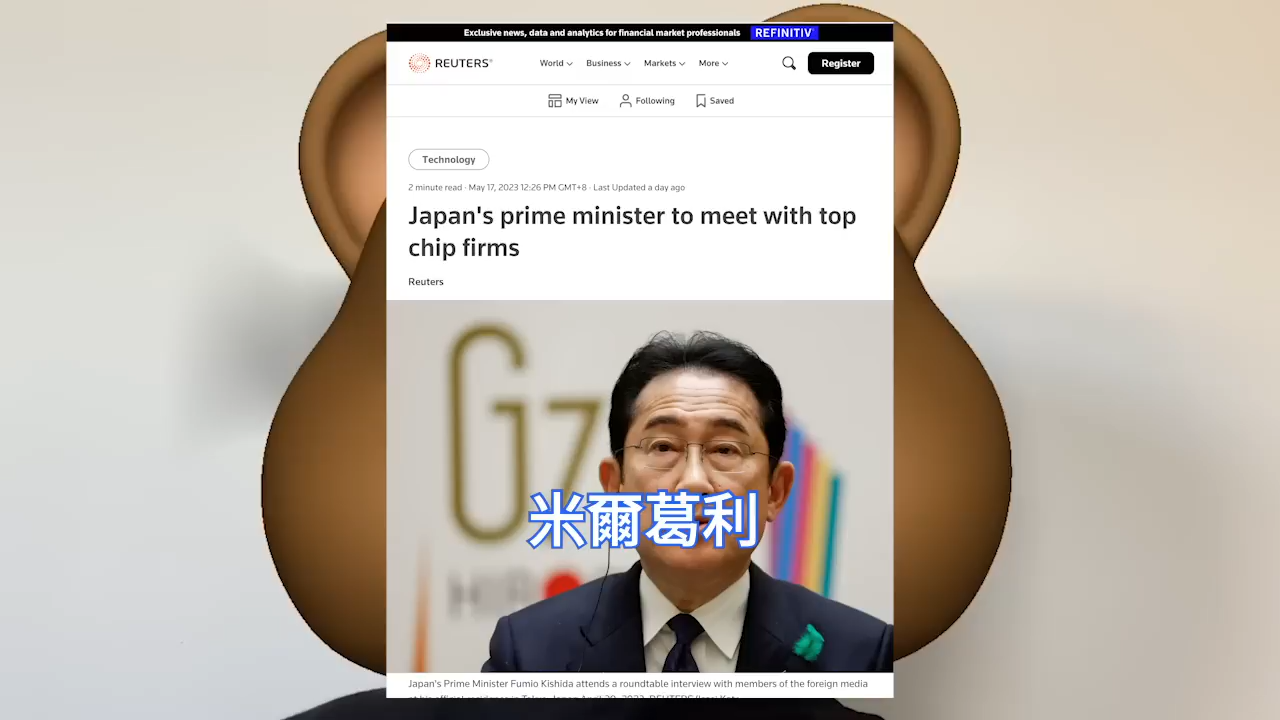 Exclusive news, data and analytics for financial market professionals REFINITIV
REUTERS®
World Business Markets More Register
My View Following Saved
Technology
2 minute read · May 17, 2023 12:26 PM GMT+8 · Last Updated a day ago
Japan's prime minister to meet with top
chip firms
Reuters
G7
米爾葛利
Japan's Prime Minister Fumio Kishida attends a roundtable interview with members of the foreign media